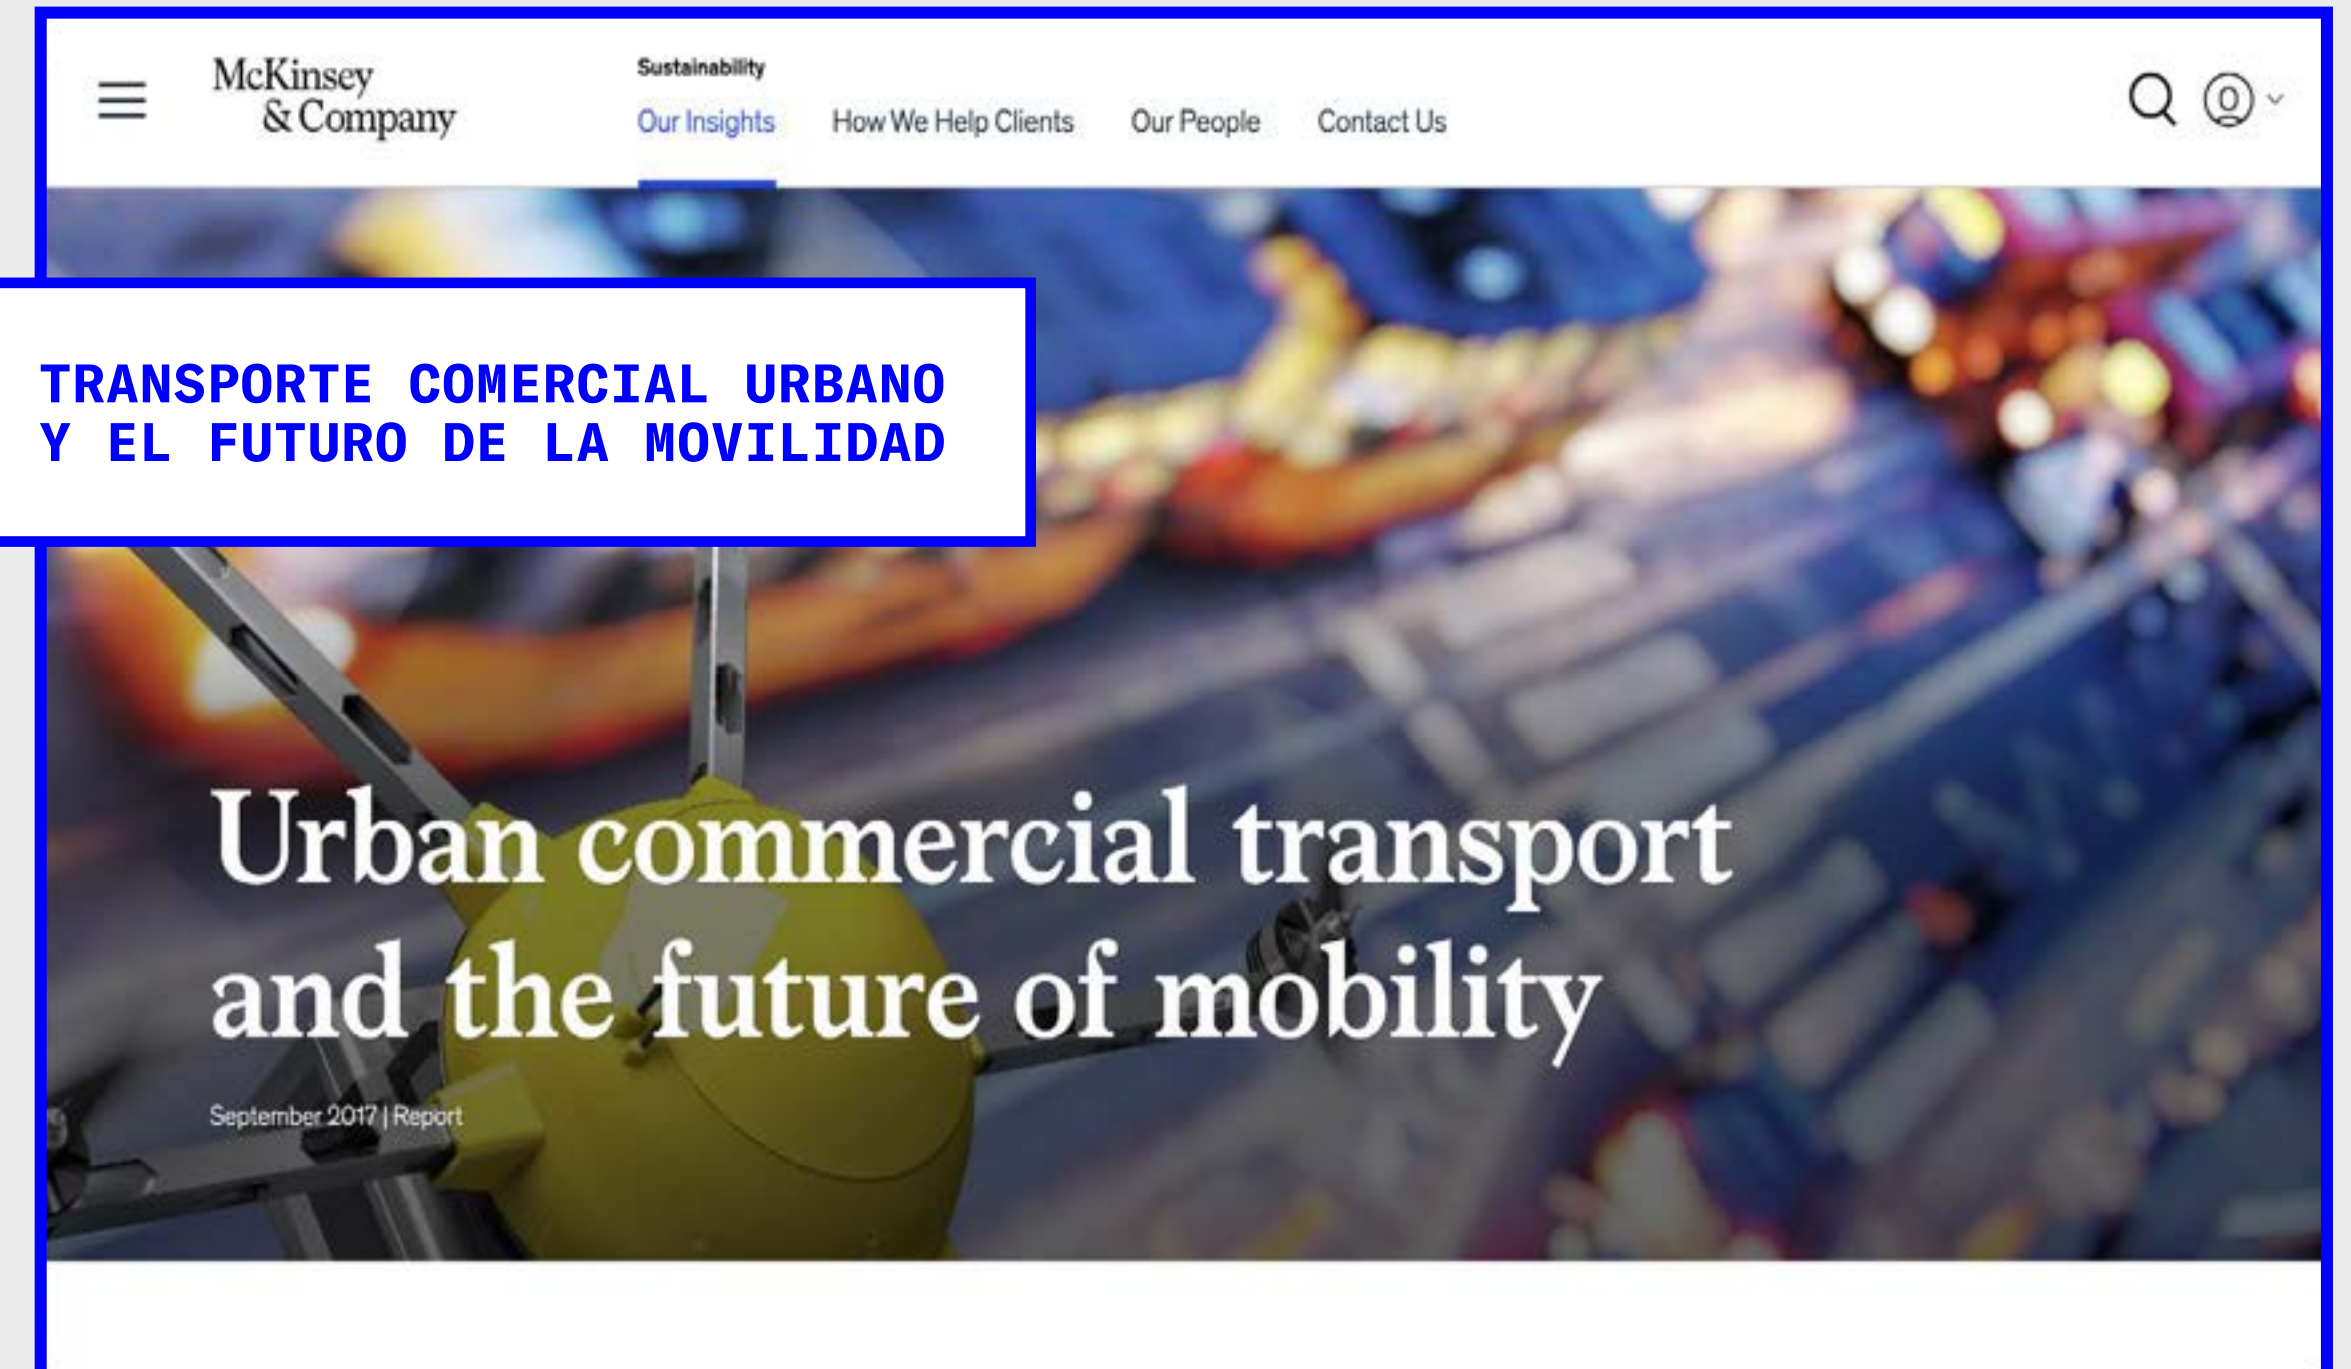 McKinsey
& Company
Sustainability
Our Insights How We Help Clients Our People Contact Us
TRANSPORTE COMERCIAL URBANO
Y EL FUTURO DE LA MOVILIDAD
Urban commercial transport
and the future of mobility
September 2017 | Report